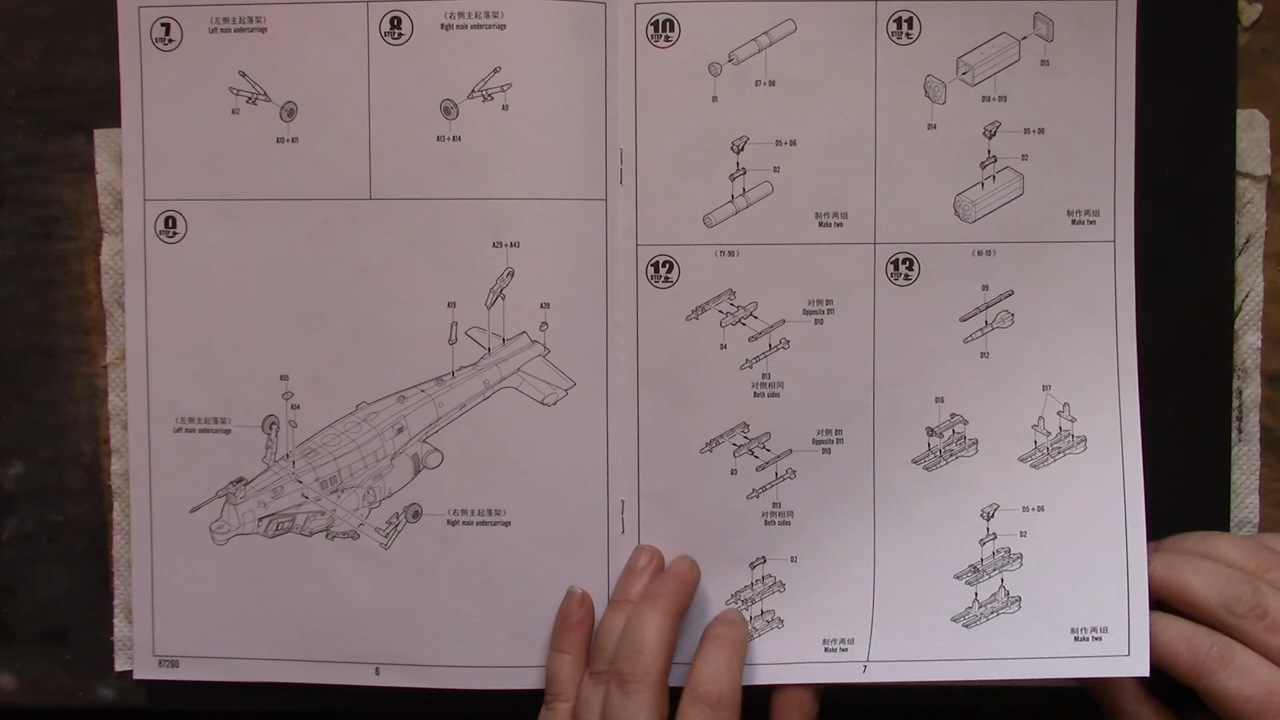 7
STEP
《左侧主起落架》
Left main undercarriage
A12
A10+A11
8
STEP
《右侧主起落架》
Right main undercarriage
A9
A13+A14
9
STEP
A29+A43
A19
A39
A55
A54
《左侧主起落架》
Left main undercarriage
《右侧主起落架》
Right main undercarriage
87260
6
10
STEP
D1
D7+D8
D5+D6
D2
制作两组
Make two
11
STEP
D15
D18+D19
D14
D5+D6
D2
制作两组
Make two
12
STEP
《TY-90》
对侧 D11
Opposite D11
D10
D4
D13
对侧相同
Both sides
对侧 D11
Opposite D11
D10
D3
D13
对侧相同
Both sides
D2
制作两组
Make two
13
STEP
《HJ-10》
D9
D12
D16
D17
D5+D6
D2
制作两组
Make two
7